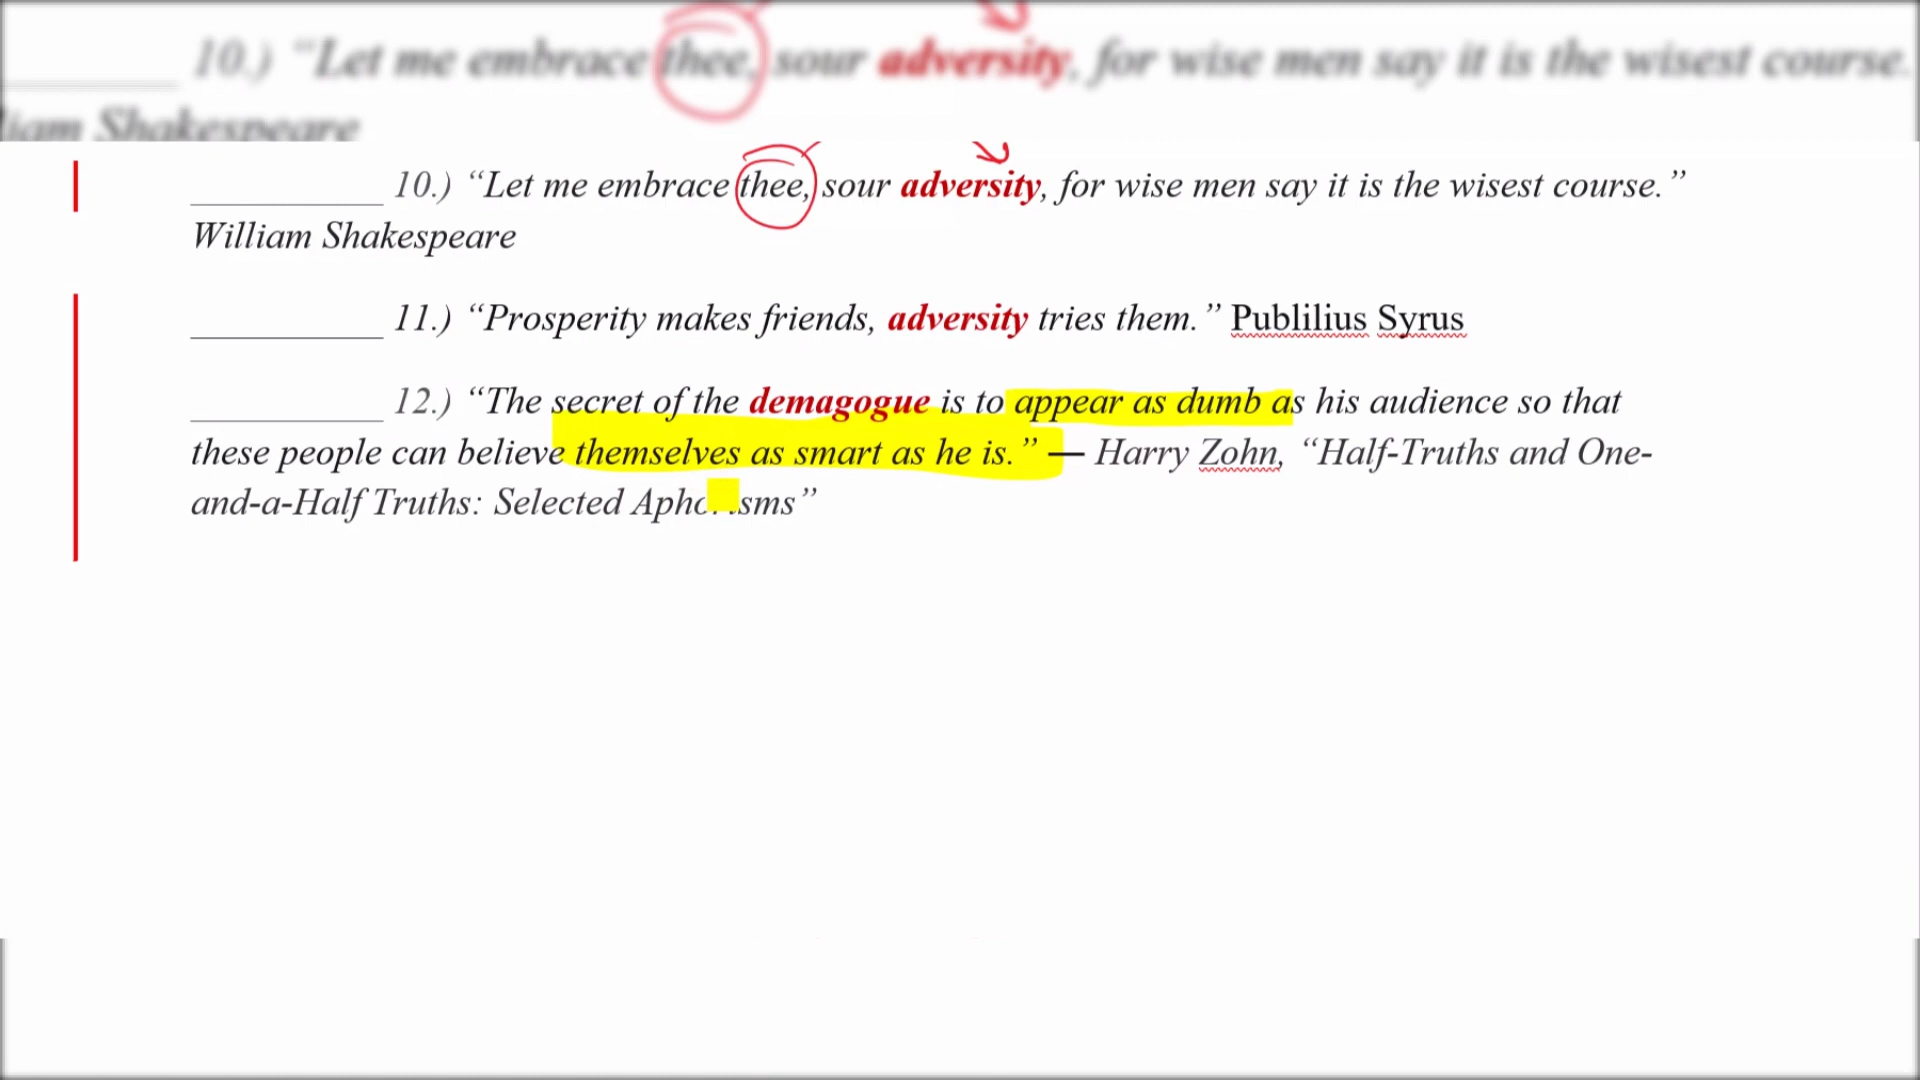 10.) “Let me embrace thee, sour adversity, for wise men say it is the wisest course.
liam Shakespeare
__________ 10.) “Let me embrace thee, sour adversity, for wise men say it is the wisest course.”
William Shakespeare
__________ 11.) “Prosperity makes friends, adversity tries them.” Publilius Syrus
__________ 12.) “The secret of the demagogue is to appear as dumb as his audience so that
these people can believe themselves as smart as he is.” — Harry Zohn, “Half-Truths and One-
and-a-Half Truths: Selected